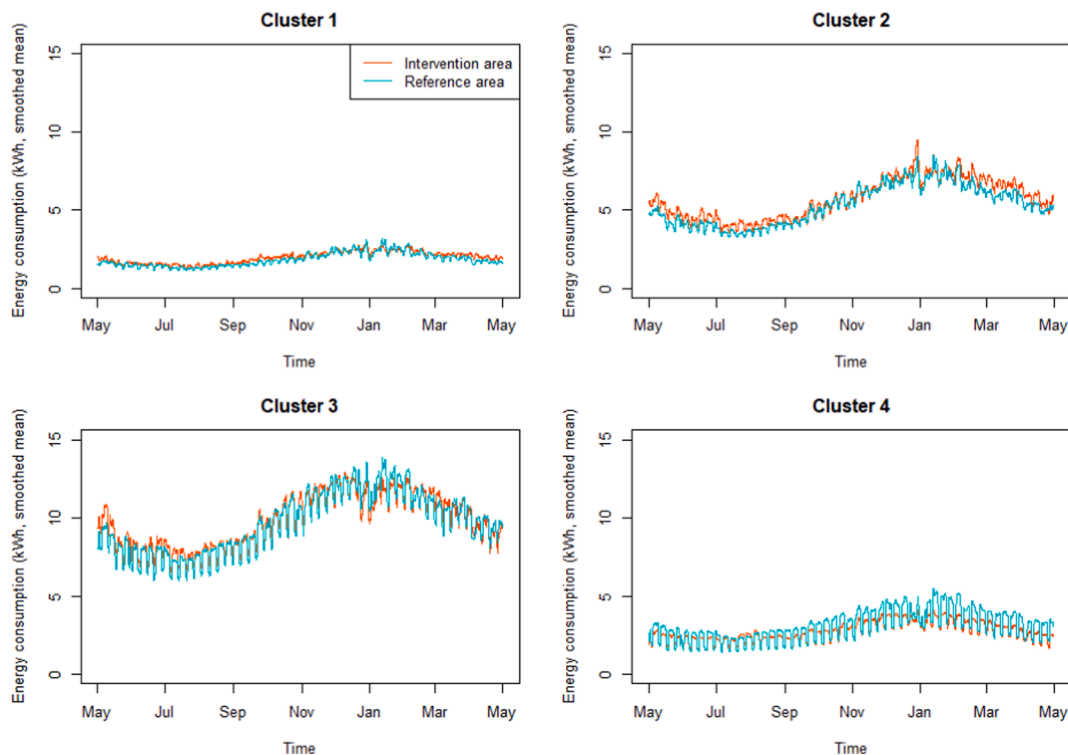 Cluster 1
Energy consumption (kWh, smoothed mean)
15
10
5
0
Intervention area
Reference area
May Jul Sep Nov Jan Mar May
Time
Cluster 2
Energy consumption (kWh, smoothed mean)
15
10
5
0
May Jul Sep Nov Jan Mar May
Time
Cluster 3
Energy consumption (kWh, smoothed mean)
15
10
5
0
May Jul Sep Nov Jan Mar May
Time
Cluster 4
Energy consumption (kWh, smoothed mean)
15
10
5
0
May Jul Sep Nov Jan Mar May
Time